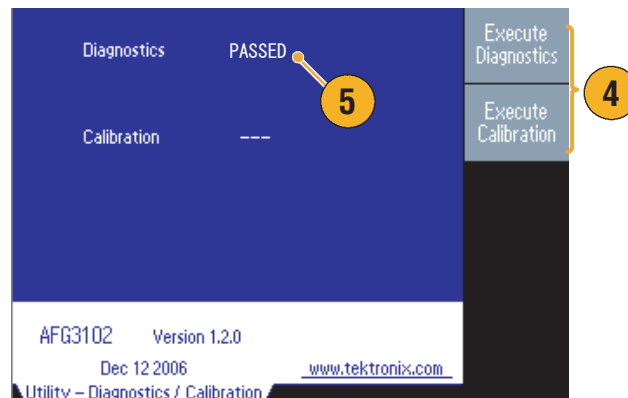 Diagnostics PASSED
Execute Diagnostics
5
4
Calibration ---
Execute Calibration
AFG3102 Version 1.2.0
Dec 12 2006 www.tektronix.com
Utility – Diagnostics / Calibration